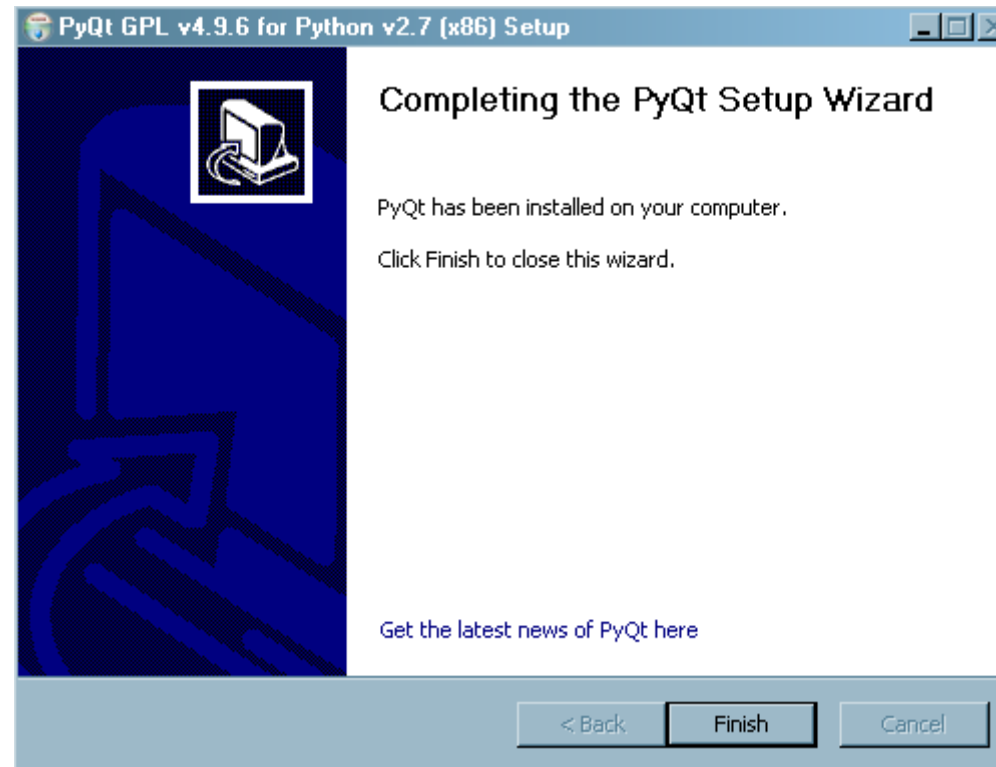 PyQt GPL v4.9.6 for Python v2.7 (x86) Setup
Completing the PyQt Setup Wizard
PyQt has been installed on your computer.
Click Finish to close this wizard.
Get the latest news of PyQt here
< Back Finish Cancel